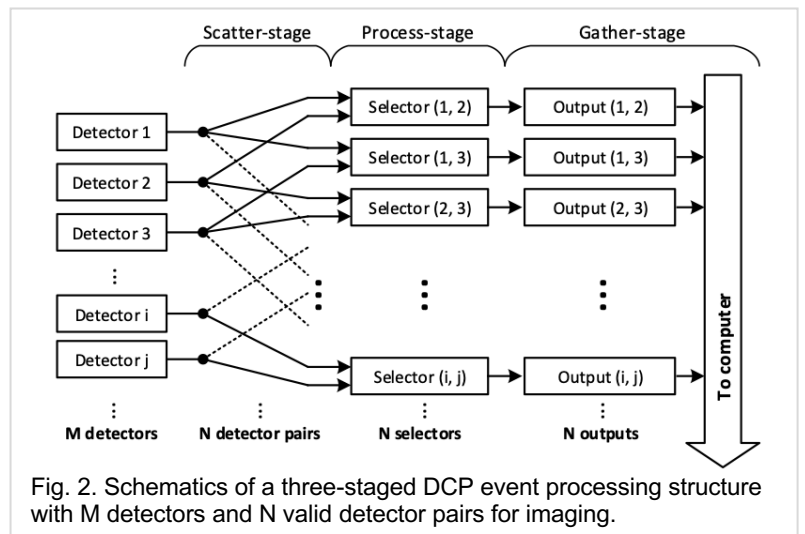 Scatter-stage Process-stage Gather-stage
Detector 1
Detector 2
Detector 3
⋮
Detector i
Detector j
⋮
M detectors
⋮
⋮
N detector pairs
Selector (1, 2)
Selector (1, 3)
Selector (2, 3)
⋮
Selector (i, j)
⋮
N selectors
Output (1, 2)
Output (1, 3)
Output (2, 3)
⋮
Output (i, j)
⋮
N outputs
To computer
Fig. 2. Schematics of a three-staged DCP event processing structure
with M detectors and N valid detector pairs for imaging.